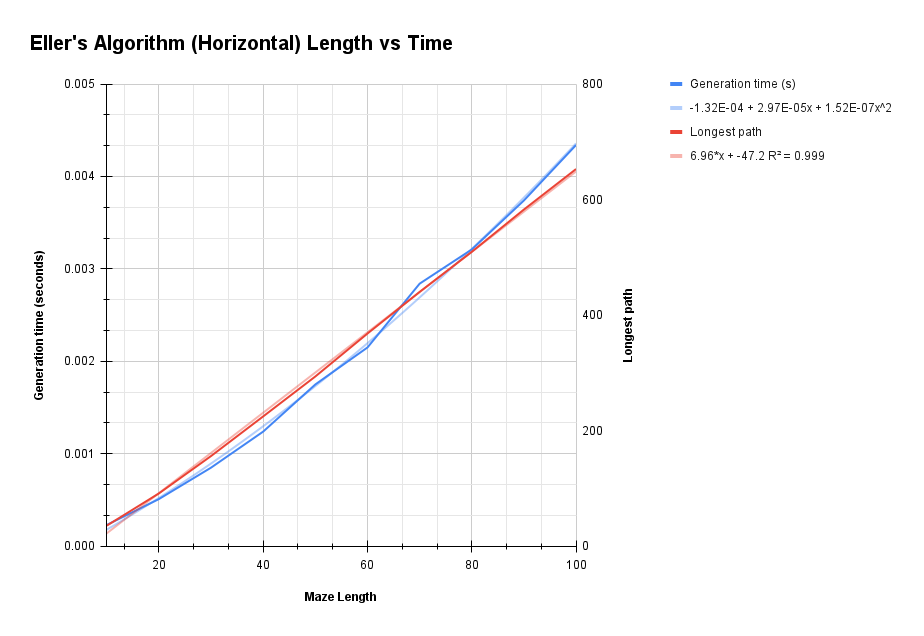 Eller's Algorithm (Horizontal) Length vs Time
0.005
0.004
0.003
0.002
0.001
0.000
Generation time (seconds)
20
40
60
80
100
Maze Length
800
600
400
200
0
Longest path
Generation time (s)
-1.32E-04 + 2.97E-05x + 1.52E-07x^2
Longest path
6.96*x + -47.2 R² = 0.999